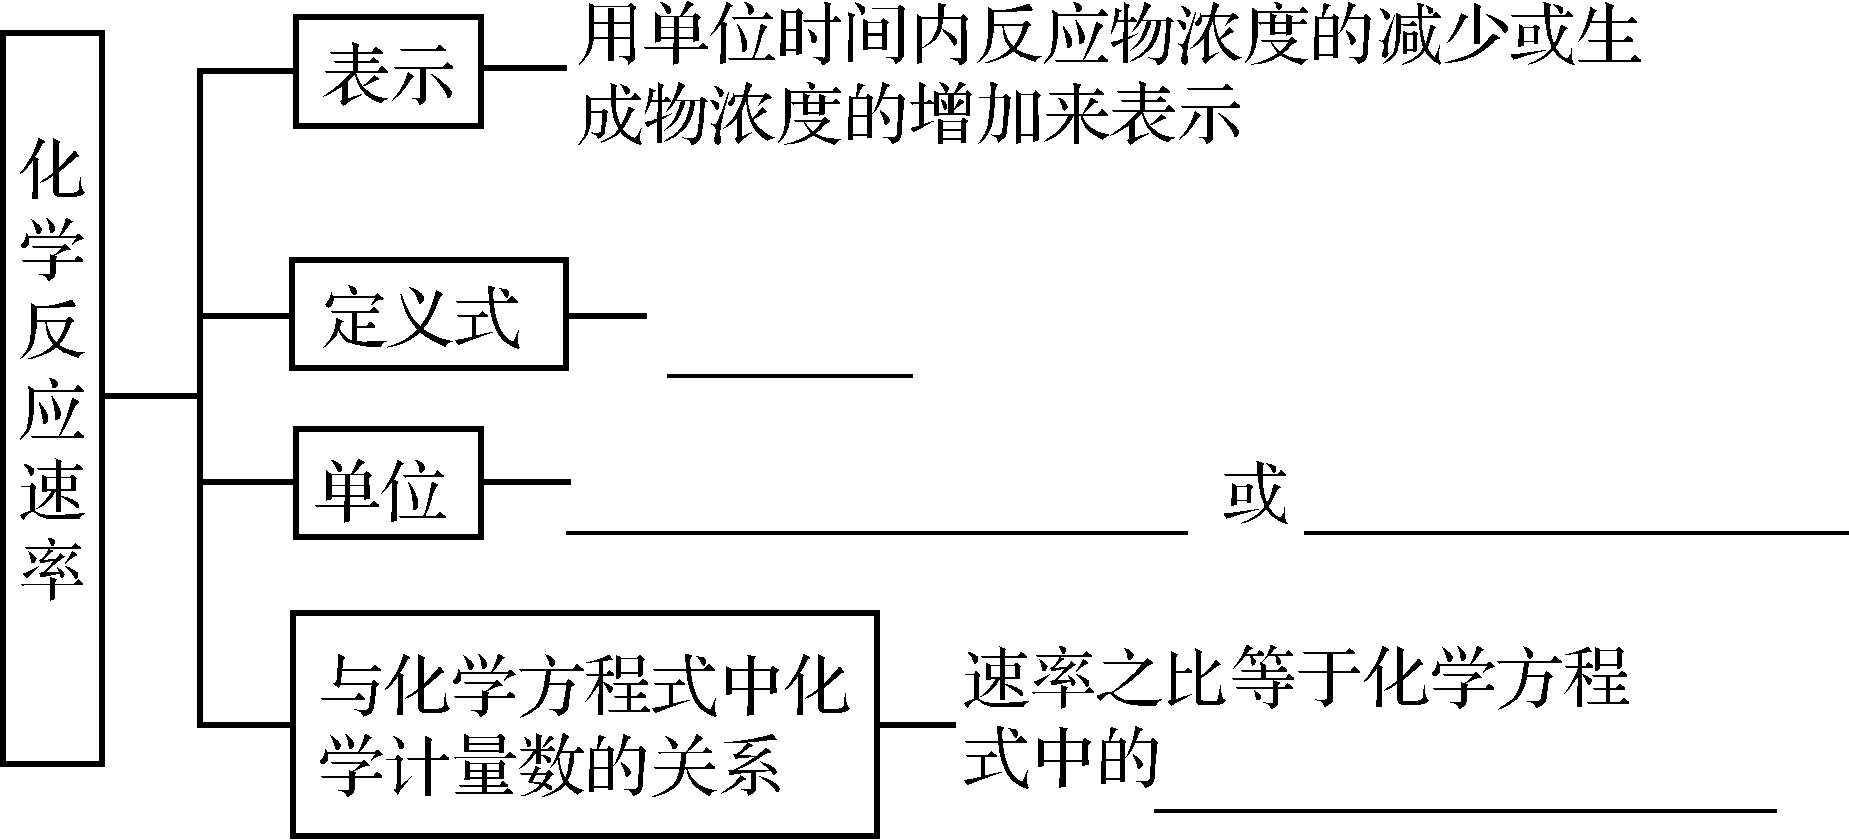 化学反应速率
表示
用单位时间内反应物浓度的减少或生
成物浓度的增加来表示
定义式
单位
或
与化学方程式中化
学计量数的关系
速率之比等于化学方程
式中的